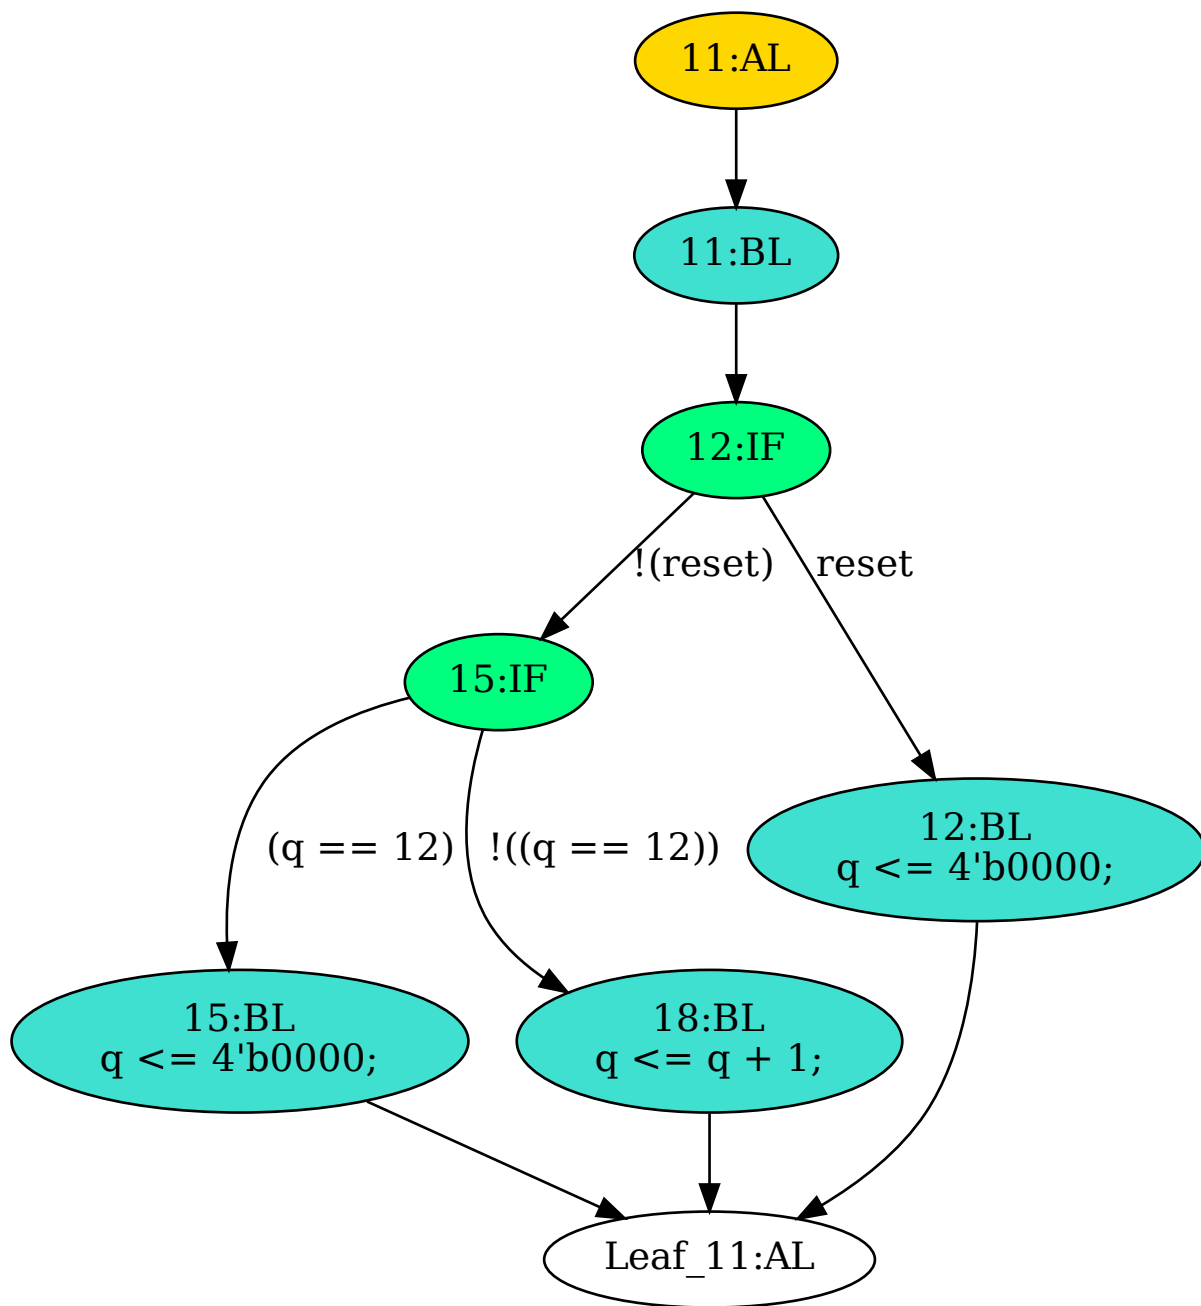 11:AL
11:BL
12:IF
!(reset)
reset
15:IF
(q == 12)
!((q == 12))
12:BL
q <= 4'b0000;
15:BL
q <= 4'b0000;
18:BL
q <= q + 1;
Leaf_11:AL